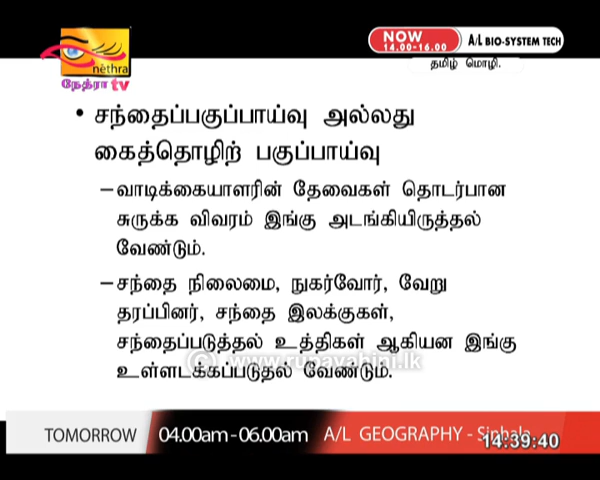 NOW
14.00-16.00
A/L BIO-SYSTEM TECH
தமிழ் மொழி.
nēthra
நேத்ரா tv
• சந்தைப்பகுப்பாய்வு அல்லது
கைத்தொழிற் பகுப்பாய்வு
–வாடிக்கையாளரின் தேவைகள் தொடர்பான
சுருக்க விவரம் இங்கு அடங்கியிருத்தல்
வேண்டும்.
–சந்தை நிலைமை, நுகர்வோர், வேறு
தரப்பினர், சந்தை இலக்குகள்,
சந்தைப்படுத்தல் உத்திகள் ஆகியன இங்கு
உள்ளடக்கப்படுதல் வேண்டும்.
© www.rupavahini.lk
TOMORROW 04.00am - 06.00am A/L GEOGRAPHY - Sinhala
14:39:40